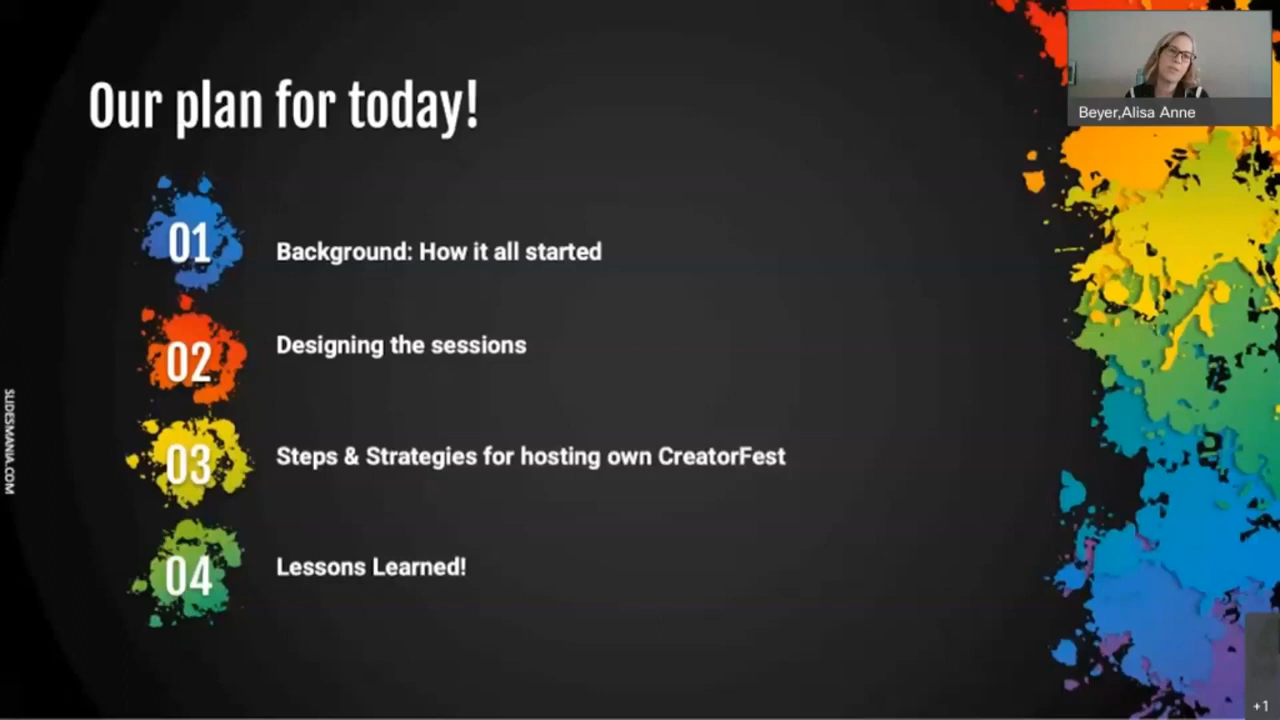 Our plan for today!
Beyer,Alisa Anne
01
Background: How it all started
02
Designing the sessions
03
Steps & Strategies for hosting own CreatorFest
04
Lessons Learned!
SLIDESMANIA.COM
+1